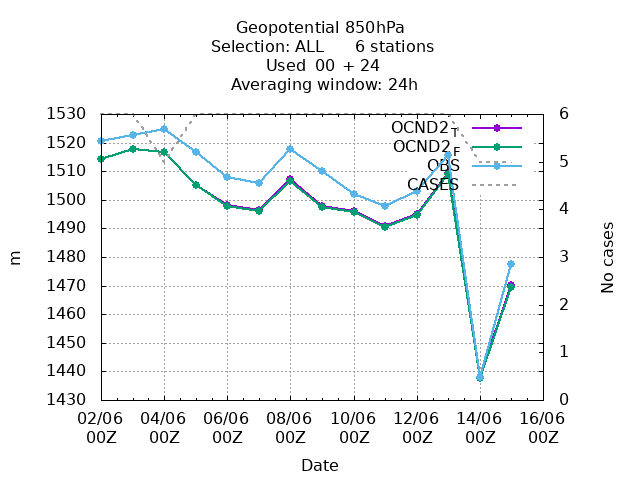 Geopotential 850hPa
Selection: ALL 6 stations
Used 00 + 24
Averaging window: 24h
1530
1520
1510
1500
1490
1480
1470
1460
1450
1440
1430
m
6
5
4
3
2
1
0
No cases
OCND2T
OCND2F
OBS
CASES
02/06 04/06 06/06 08/06 10/06 12/06 14/06 16/06
00Z 00Z 00Z 00Z 00Z 00Z 00Z 00Z
Date